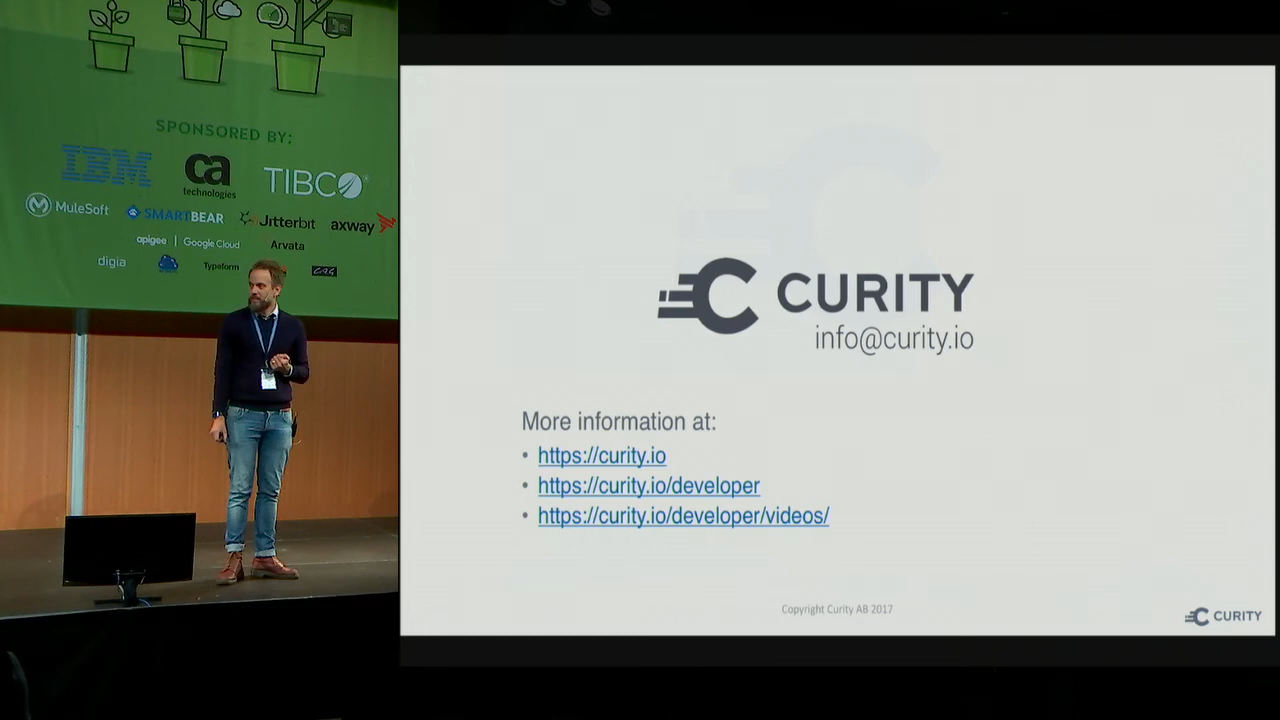 SPONSORED BY:
IBM
ca
technologies
TIBCO
MuleSoft
SMARTBEAR
Jitterbit
axway
apigee | Google Cloud
Arvata
digia
Typeform
CURITY
info@curity.io
More information at:
• https://curity.io
• https://curity.io/developer
• https://curity.io/developer/videos/
Copyright Curity AB 2017
CURITY